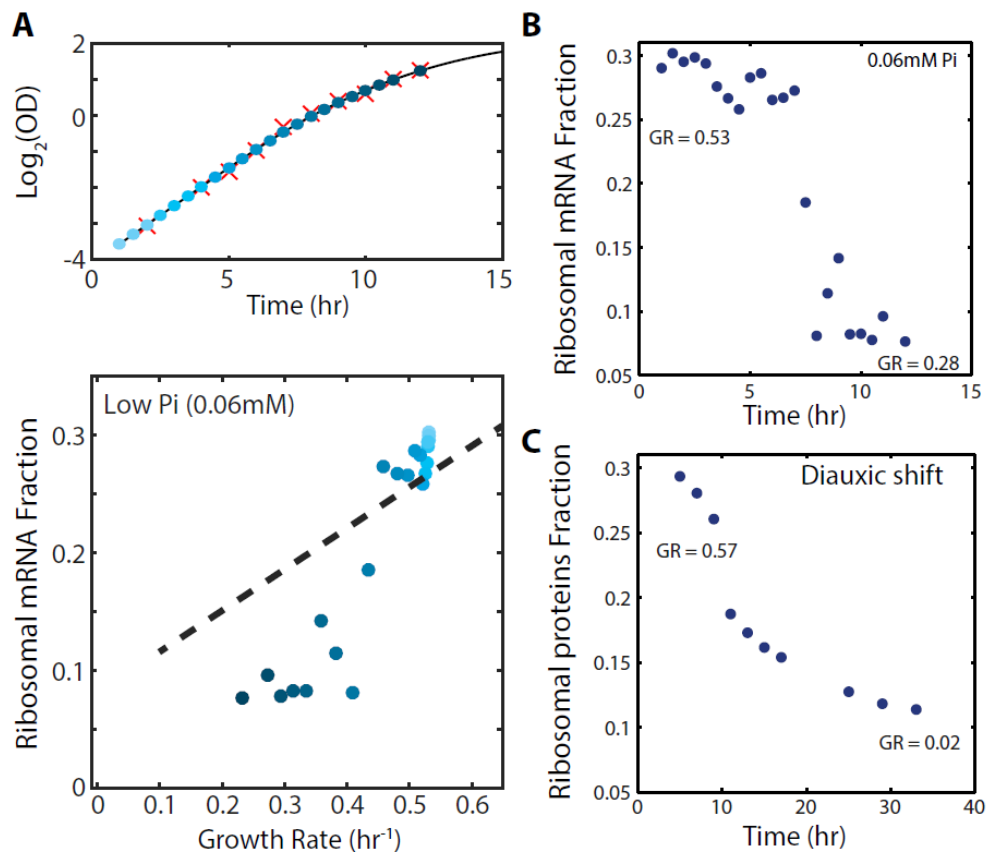 A
Log2(OD)
2
0
-4
0
5
10
15
Time (hr)
Low Pi (0.06mM)
Ribosomal mRNA Fraction
0.3
0.2
0.1
0
0
0.1
0.2
0.3
0.4
0.5
0.6
Growth Rate (hr-1)
B
0.06mM Pi
Ribosomal mRNA Fraction
0.3
0.25
0.2
0.15
0.1
0.05
GR = 0.53
GR = 0.28
0
5
10
15
Time (hr)
C
Diauxic shift
Ribosomal proteins Fraction
0.3
0.25
0.2
0.15
0.1
0.05
GR = 0.57
GR = 0.02
0
10
20
30
40
Time (hr)